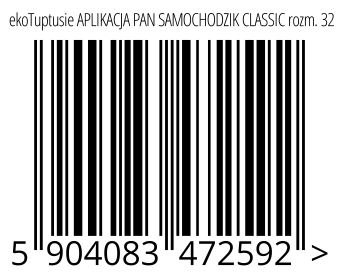 ekoTuptusie APLIKACJA PAN SAMOCHODZIK CLASSIC rozm. 32
5 904083 472592 >